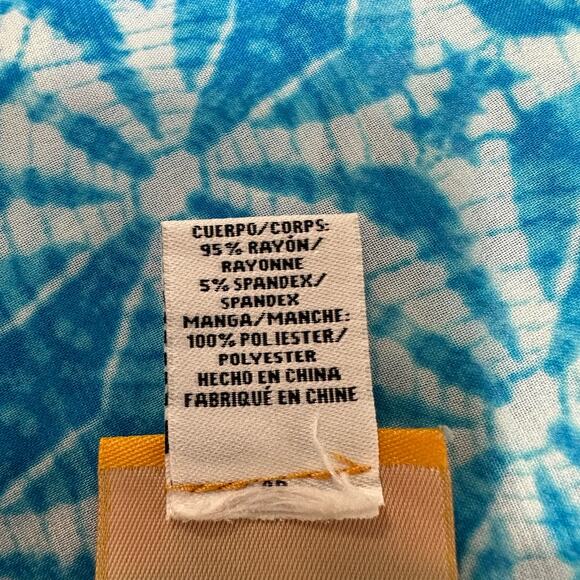 CUERPO/CORPS:
95% RAYÓN/
RAYONNE
5% SPANDEX/
SPANDEX
MANGA/MANCHE:
100% POLIESTER/
POLYESTER
HECHO EN CHINA
FABRIQUÉ EN CHINE